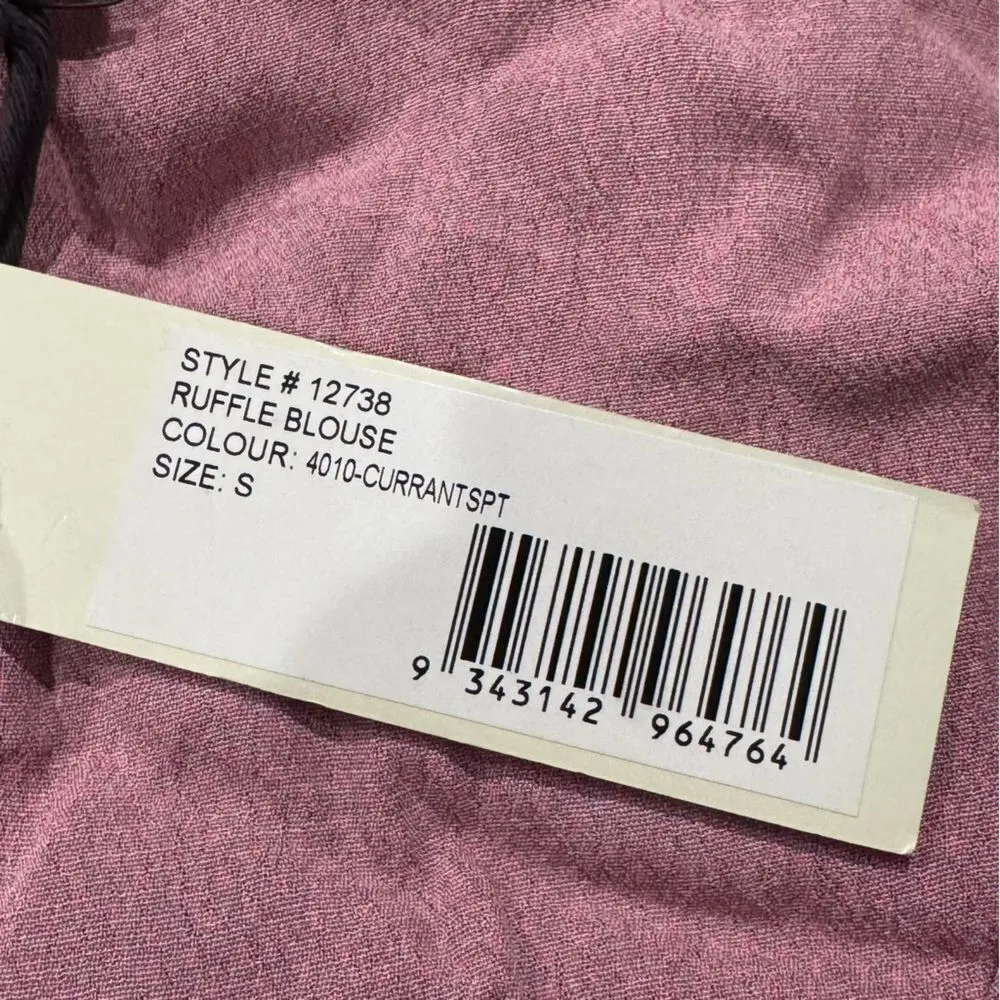 STYLE # 12738
RUFFLE BLOUSE
COLOUR: 4010-CURRANTSPT
SIZE: S
9 343142 964764